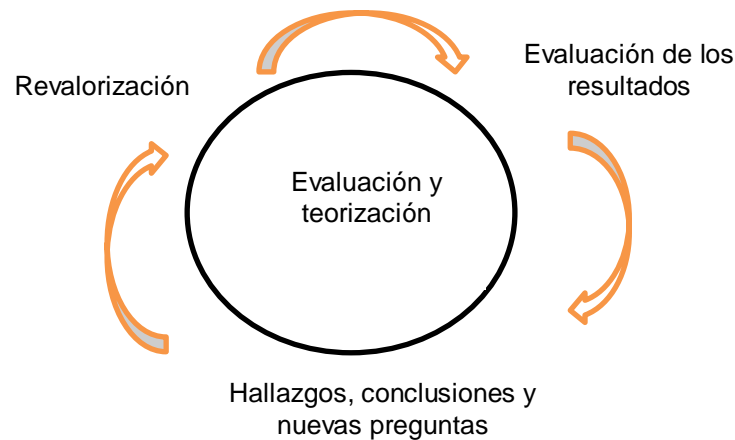 Revalorización
Evaluación de los
resultados
Evaluación y
teorización
Hallazgos, conclusiones y
nuevas preguntas